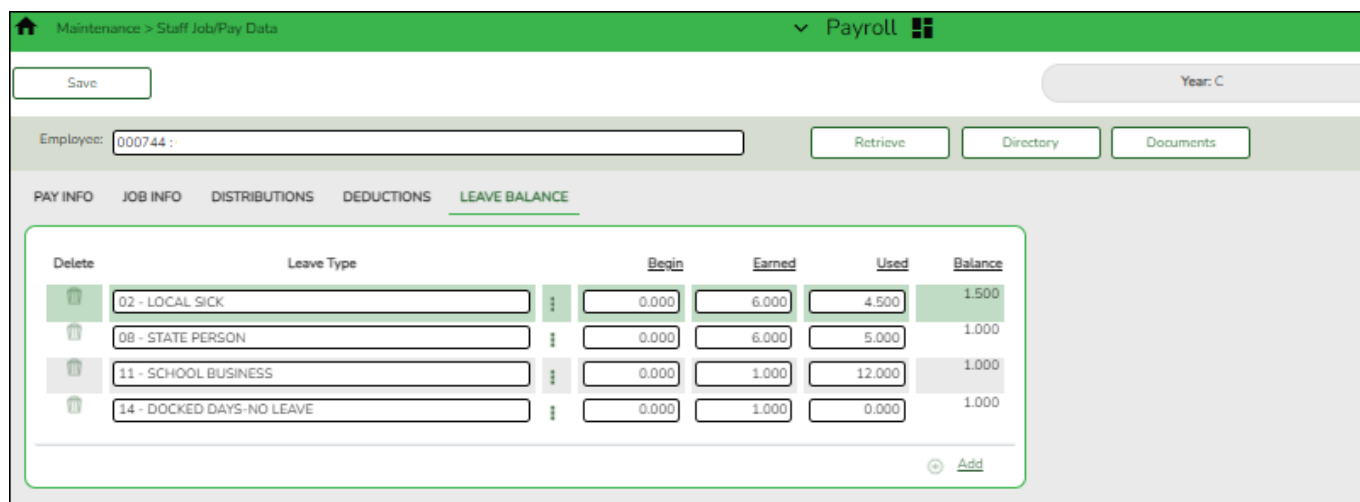 Maintenance > Staff Job/Pay Data Payroll
Save Year: C
Employee: 000744 : Retrieve Directory Documents
PAY INFO JOB INFO DISTRIBUTIONS DEDUCTIONS LEAVE BALANCE
Delete Leave Type Begin Earned Used Balance
02 - LOCAL SICK 0.000 6.000 4.500 1.500
08 - STATE PERSON 0.000 6.000 5.000 1.000
11 - SCHOOL BUSINESS 0.000 1.000 12.000 1.000
14 - DOCKED DAYS-NO LEAVE 0.000 1.000 0.000 1.000
Add